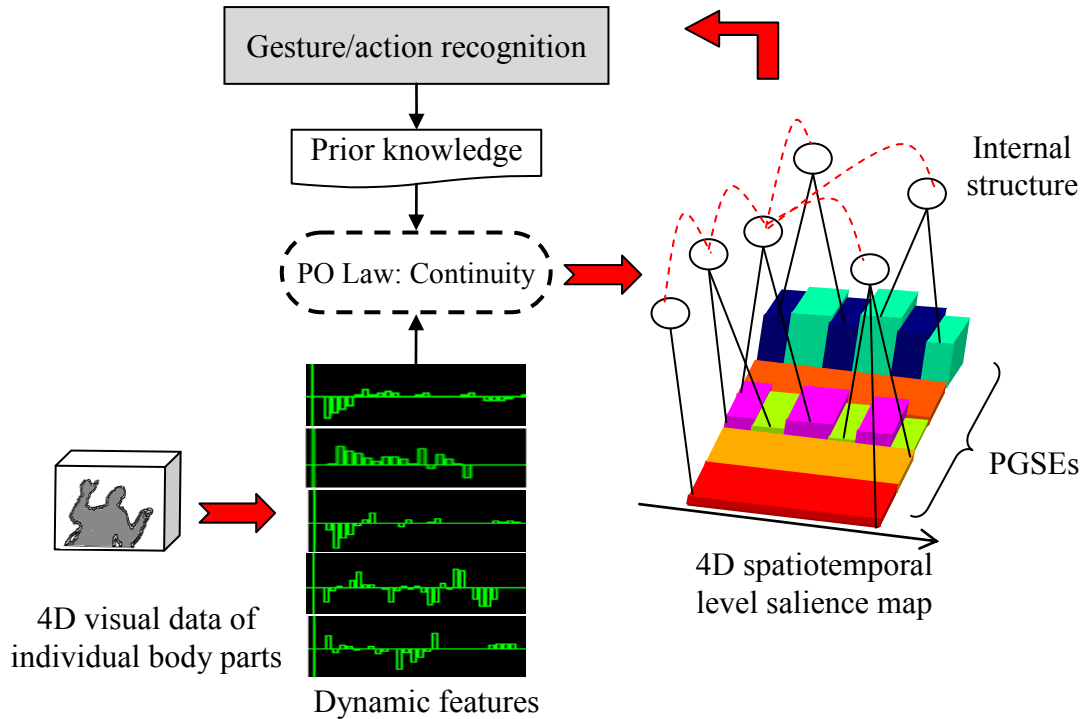 Gesture/action recognition
Prior knowledge
Internal
structure
PO Law: Continuity
PGSEs
4D spatiotemporal
level salience map
4D visual data of
individual body parts
Dynamic features